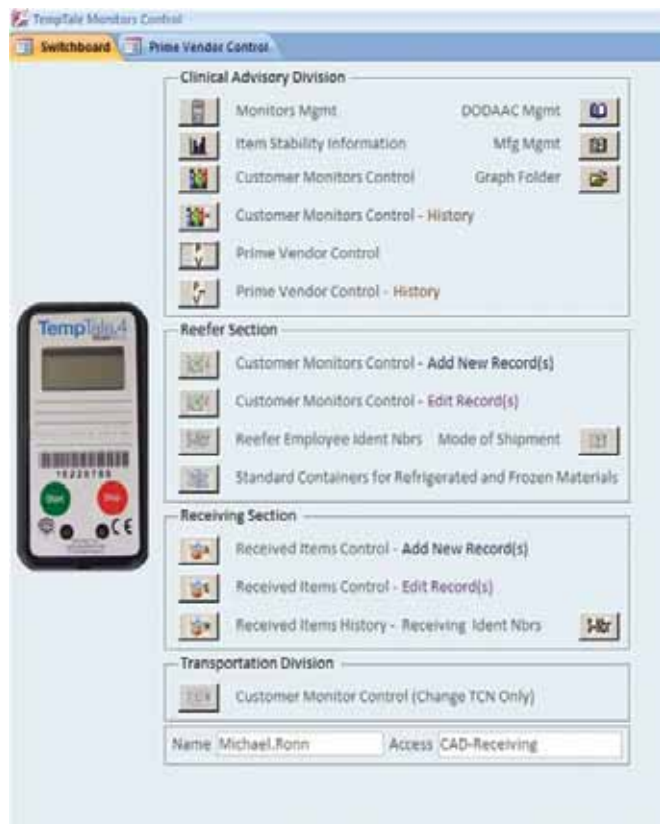 TempTale Monitors Control
Switchboard Prime Vendor Control
Clinical Advisory Division
Monitors Mgmt DODAAC Mgmt
Item Stability Information Mfg Mgmt
Customer Monitors Control Graph Folder
Customer Monitors Control - History
P V Prime Vendor Control
Prime Vendor Control - History
TempTale.4
Reefer Section
Customer Monitors Control - Add New Record(s)
Customer Monitors Control - Edit Record(s)
Reefer Employee Ident Nbrs Mode of Shipment
Standard Containers for Refrigerated and Frozen Materials
Start Stop
CE
Receiving Section
Received Items Control - Add New Record(s)
Received Items Control - Edit Record(s)
Received Items History - Receiving Ident Nbrs
Transportation Division
TCN Customer Monitor Control (Change TCN Only)
Name Michael.Ronn Access CAD-Receiving